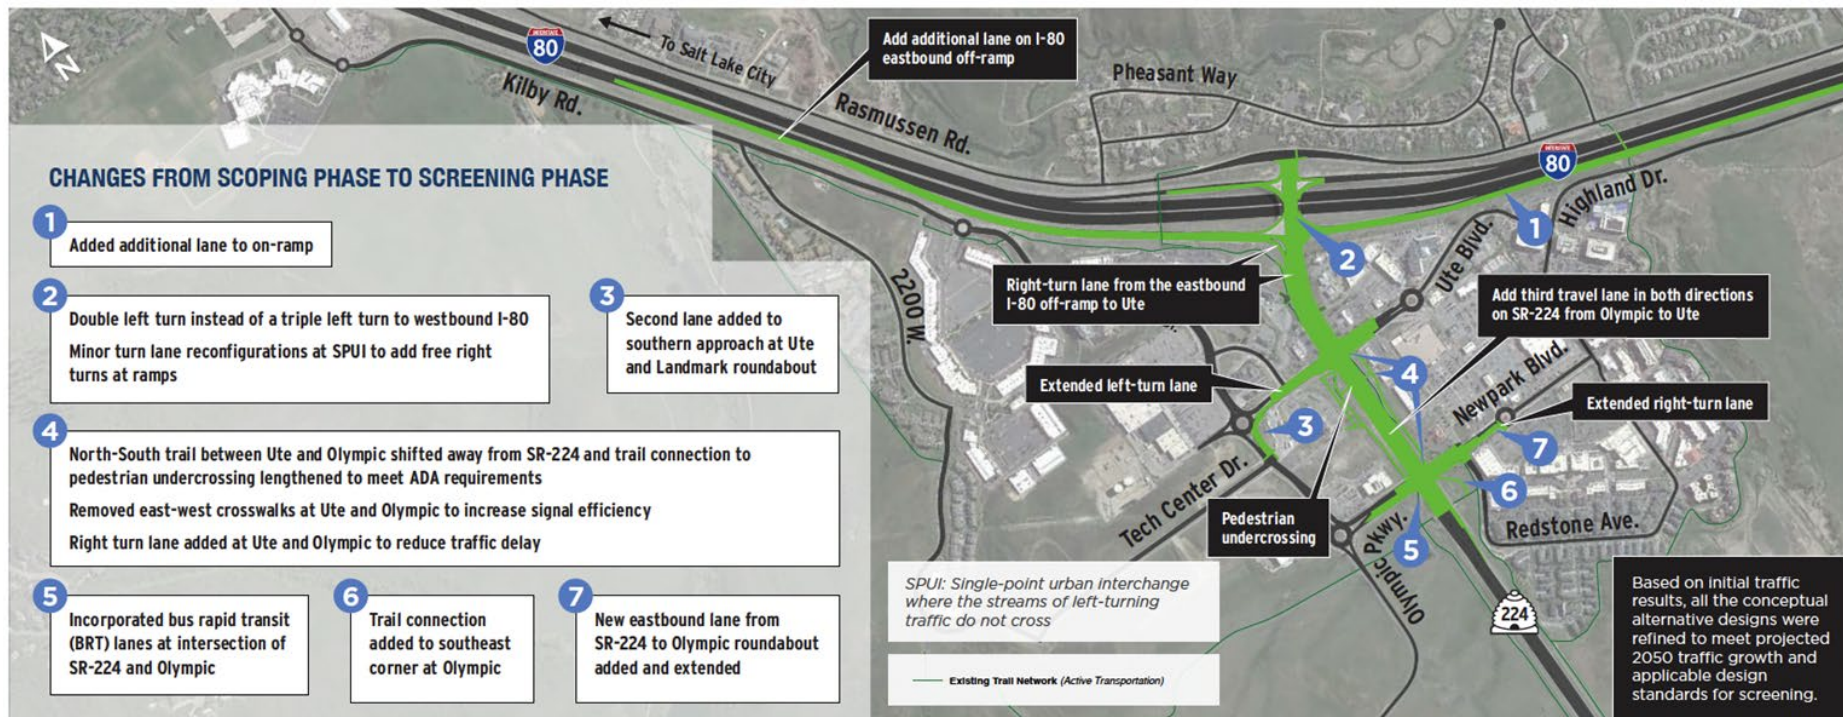 N
INTERSTATE
80
To Salt Lake City
Kilby Rd.
Rasmussen Rd.
Add additional lane on I-80
eastbound off-ramp
Pheasant Way
INTERSTATE
80
Highland Dr.
CHANGES FROM SCOPING PHASE TO SCREENING PHASE
1
Added additional lane to on-ramp
2
Double left turn instead of a triple left turn to westbound I-80
Minor turn lane reconfigurations at SPUI to add free right
turns at ramps
3
Second lane added to
southern approach at Ute
and Landmark roundabout
4
North-South trail between Ute and Olympic shifted away from SR-224 and trail connection to
pedestrian undercrossing lengthened to meet ADA requirements
Removed east-west crosswalks at Ute and Olympic to increase signal efficiency
Right turn lane added at Ute and Olympic to reduce traffic delay
5
Incorporated bus rapid transit
(BRT) lanes at intersection of
SR-224 and Olympic
6
Trail connection
added to southeast
corner at Olympic
7
New eastbound lane from
SR-224 to Olympic roundabout
added and extended
2200 W.
1
2
Ute Blvd.
Right-turn lane from the eastbound
I-80 off-ramp to Ute
Add third travel lane in both directions
on SR-224 from Olympic to Ute
r.
Extended left-turn lane
4
Newpark Blvd.
Extended right-turn lane
3
7
6
Tech Center Dr.
Pedestrian
undercrossing
Olympic Pkwy.
5
Redstone Ave.
224
SPUI: Single-point urban interchange
where the streams of left-turning
traffic do not cross
Existing Trail Network (Active Transportation)
Based on initial traffic
results, all the conceptual
alternative designs were
refined to meet projected
2050 traffic growth and
applicable design
standards for screening.